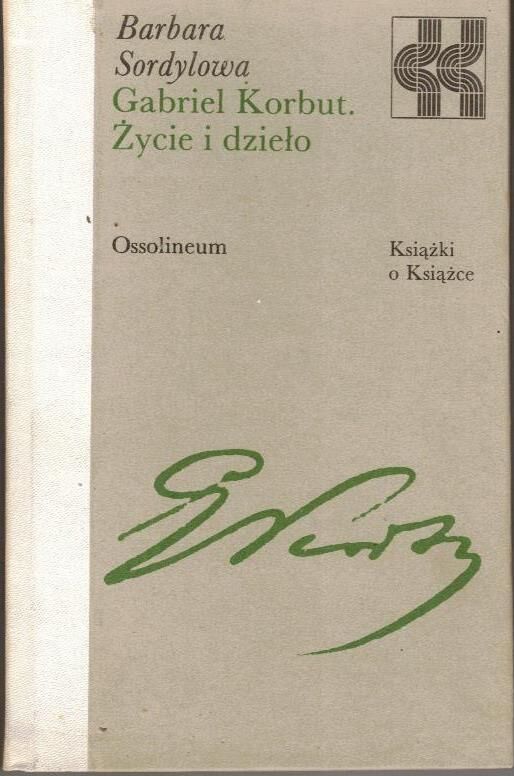 Barbara
Sordylowa
Gabriel Korbut.
Życie i dzieło
Ossolineum
Książki
o Książce